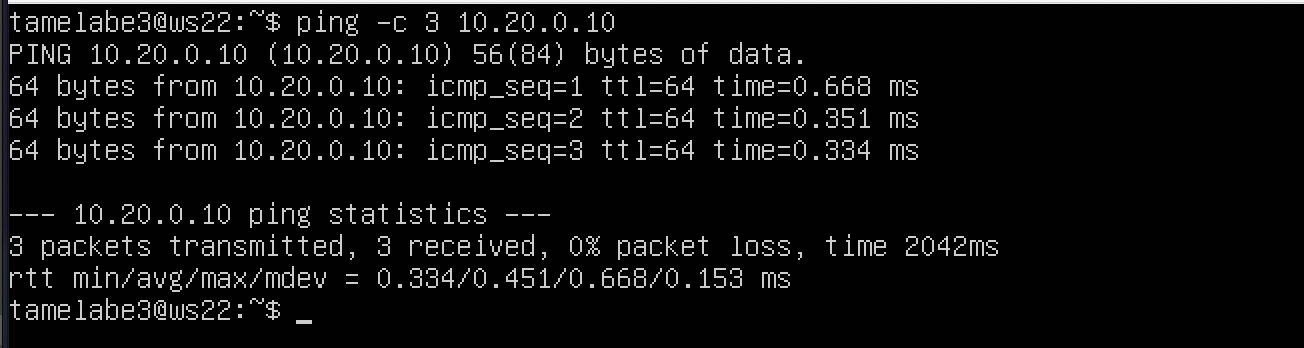 tamelabe3@ws22:~$ ping -c 3 10.20.0.10
PING 10.20.0.10 (10.20.0.10) 56(84) bytes of data.
64 bytes from 10.20.0.10: icmp_seq=1 ttl=64 time=0.668 ms
64 bytes from 10.20.0.10: icmp_seq=2 ttl=64 time=0.351 ms
64 bytes from 10.20.0.10: icmp_seq=3 ttl=64 time=0.334 ms

--- 10.20.0.10 ping statistics ---
3 packets transmitted, 3 received, 0% packet loss, time 2042ms
rtt min/avg/max/mdev = 0.334/0.451/0.668/0.153 ms
tamelabe3@ws22:~$ _